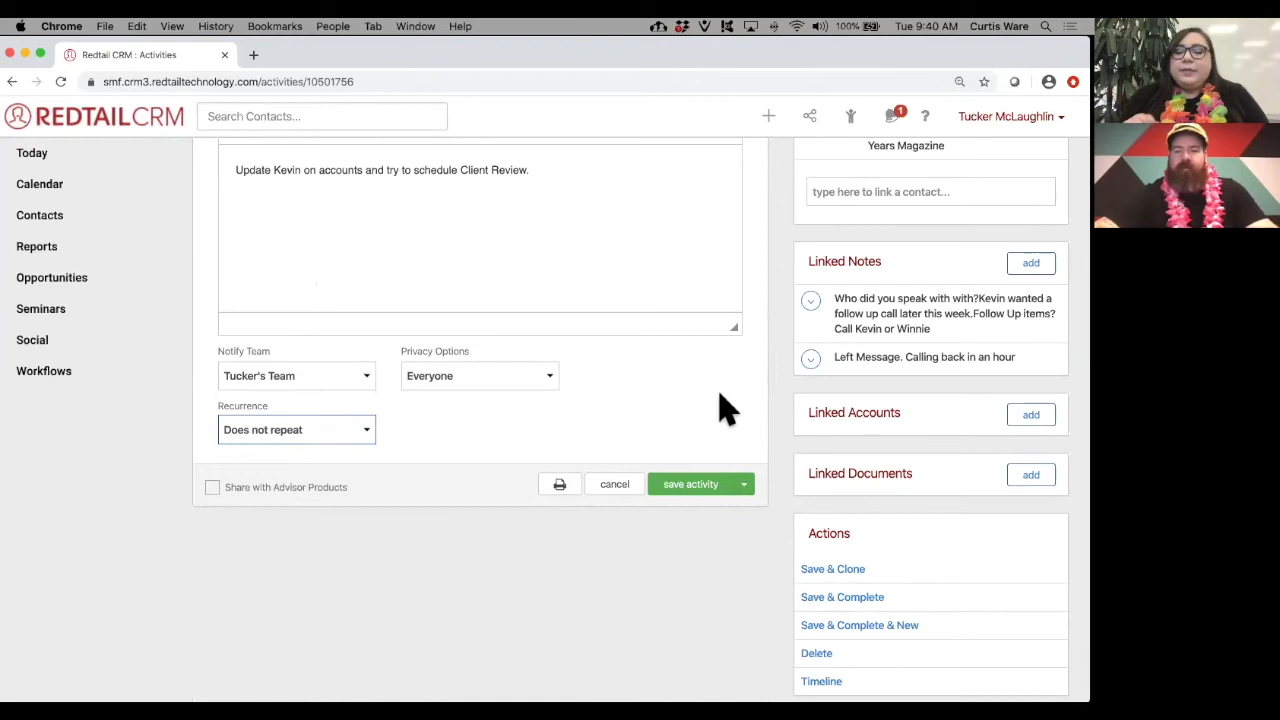 Chrome File Edit View History Bookmarks People Tab Window Help 100% Tue 9:40 AM Curtis Ware
Redtail CRM : Activities
smf.crm3.redtailtechnology.com/activities/10501756
REDTAILCRM Search Contacts... 1 ? Tucker McLaughlin
Today
Calendar
Contacts
Reports
Opportunities
Seminars
Social
Workflows
Update Kevin on accounts and try to schedule Client Review.
Notify Team Privacy Options
Tucker's Team Everyone
Recurrence
Does not repeat
Share with Advisor Products cancel save activity
Years Magazine
type here to link a contact...
Linked Notes add
Who did you speak with with?Kevin wanted a
follow up call later this week.Follow Up items?
Call Kevin or Winnie
Left Message. Calling back in an hour
Linked Accounts add
Linked Documents add
Actions
Save & Clone
Save & Complete
Save & Complete & New
Delete
Timeline